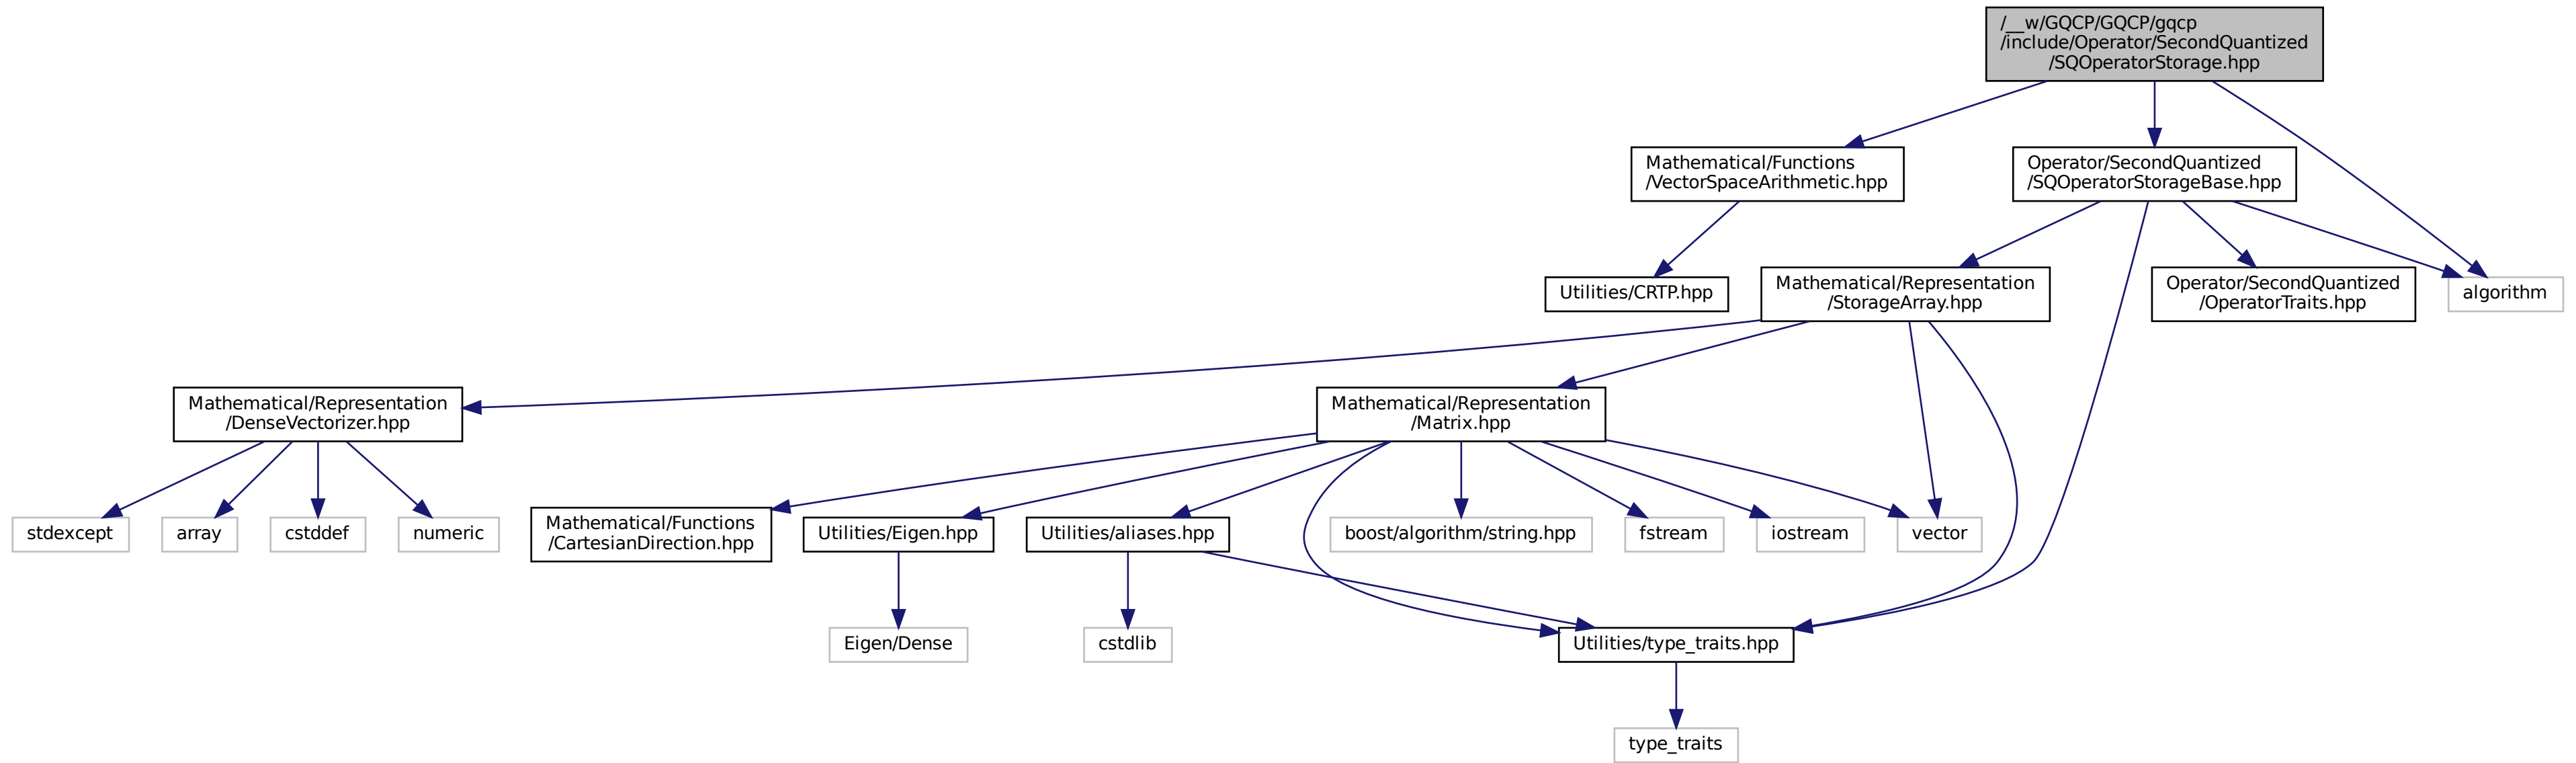 /__w/GQCP/GQCP/gqcp
/include/Operator/SecondQuantized
/SQOperatorStorage.hpp
Mathematical/Functions
/VectorSpaceArithmetic.hpp
Operator/SecondQuantized
/SQOperatorStorageBase.hpp
Utilities/CRTP.hpp
Mathematical/Representation
/StorageArray.hpp
Operator/SecondQuantized
/OperatorTraits.hpp
algorithm
Mathematical/Representation
/DenseVectorizer.hpp
Mathematical/Representation
/Matrix.hpp
stdexcept
array
cstddef
numeric
Mathematical/Functions
/CartesianDirection.hpp
Utilities/Eigen.hpp
Utilities/aliases.hpp
boost/algorithm/string.hpp
fstream
iostream
vector
Eigen/Dense
cstdlib
Utilities/type_traits.hpp
type_traits